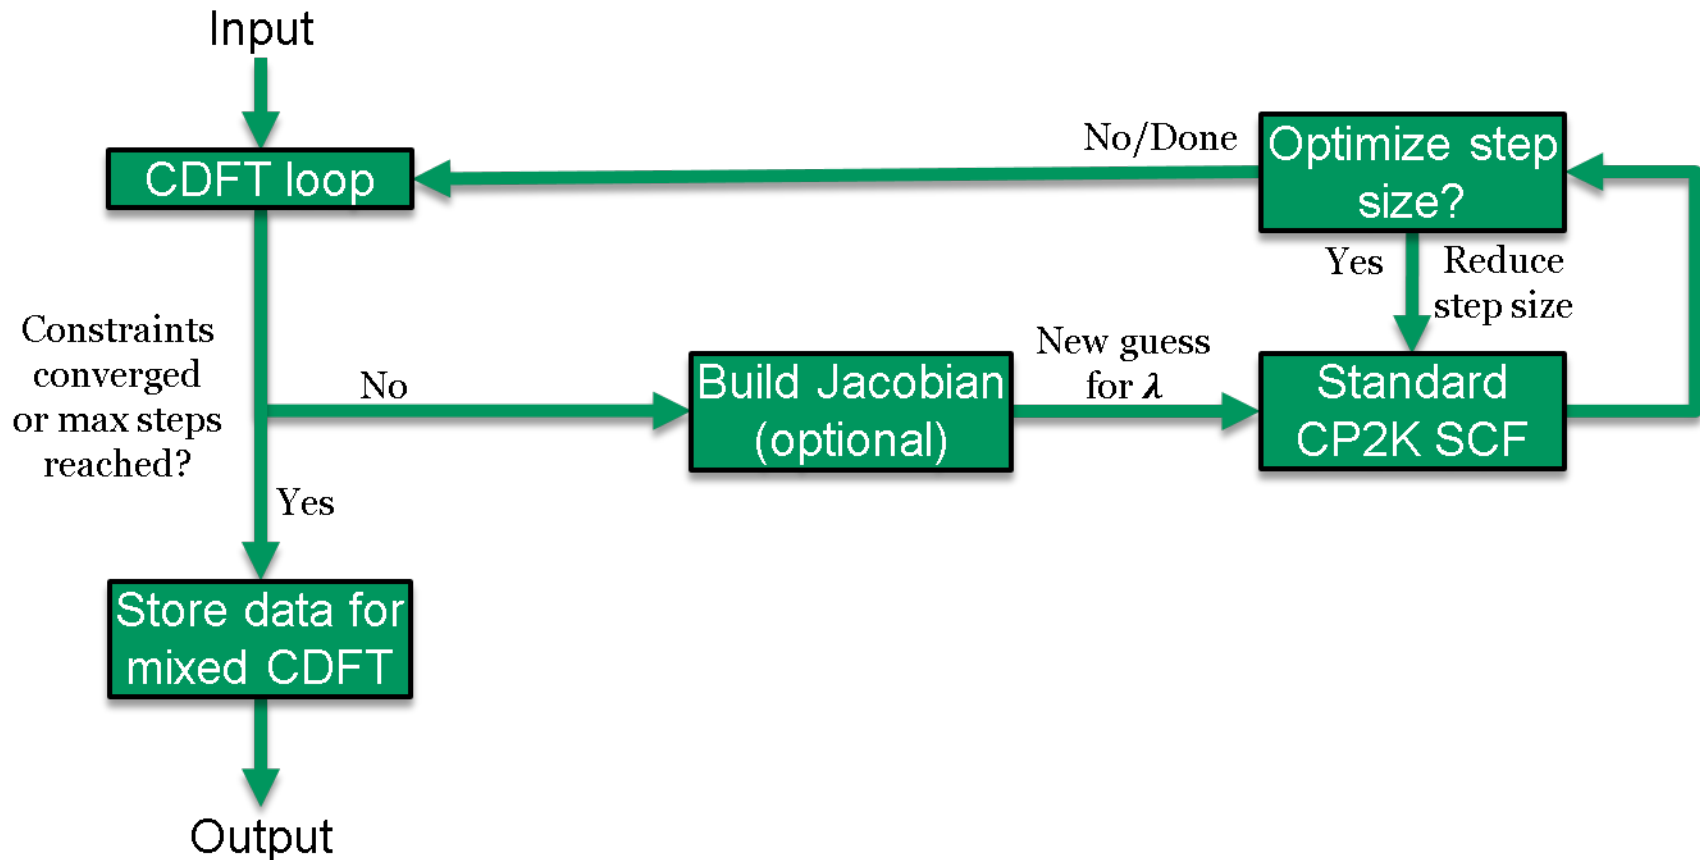 Input
CDFT loop
No/Done
Optimize step
size?
Yes
Reduce
step size
Constraints
converged
or max steps
reached?
No
Build Jacobian
(optional)
New guess
for λ
Standard
CP2K SCF
Yes
Store data for
mixed CDFT
Output